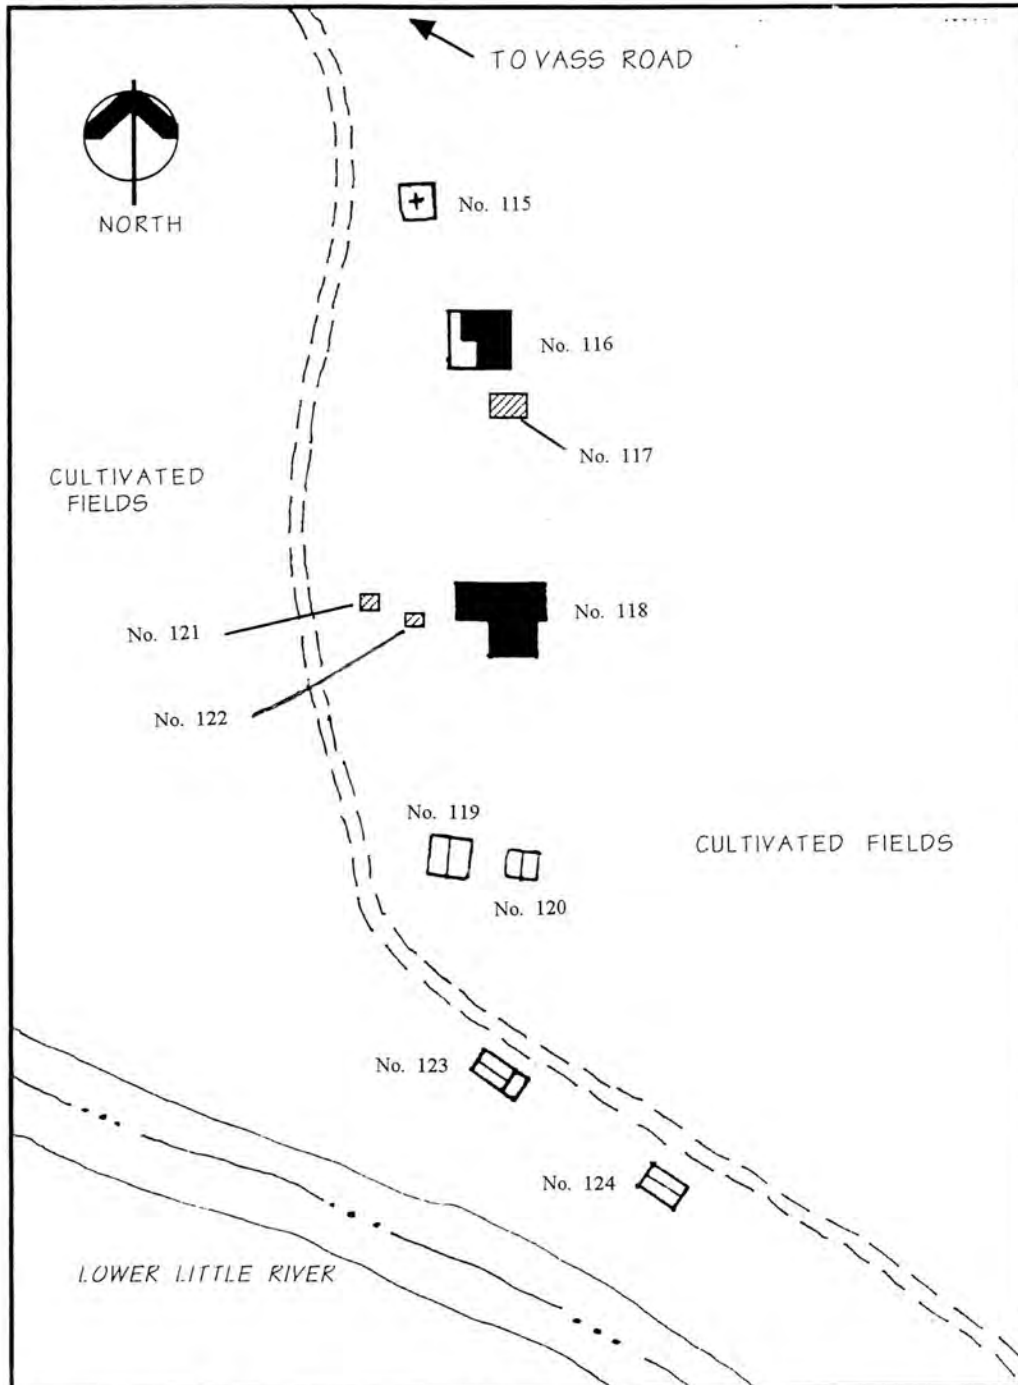 TO VASS ROAD
NORTH
No. 115
No. 116
No. 117
CULTIVATED
FIELDS
No. 118
No. 121
No. 122
No. 119
CULTIVATED FIELDS
No. 120
No. 123
No. 124
LOWER LITTLE RIVER